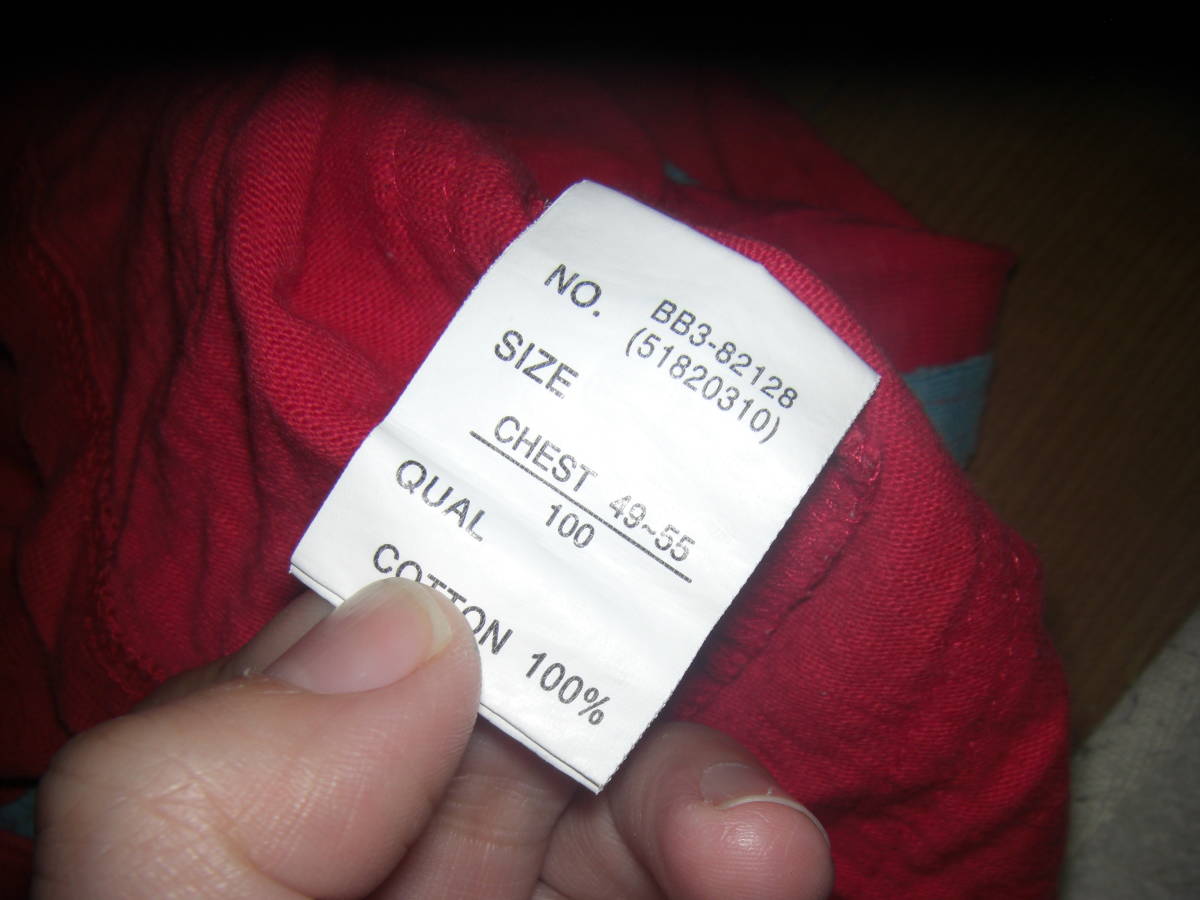 NO. BB3-82128
(51820310)
SIZE
CHEST 49~55
100
QUAL
COTTON 100%